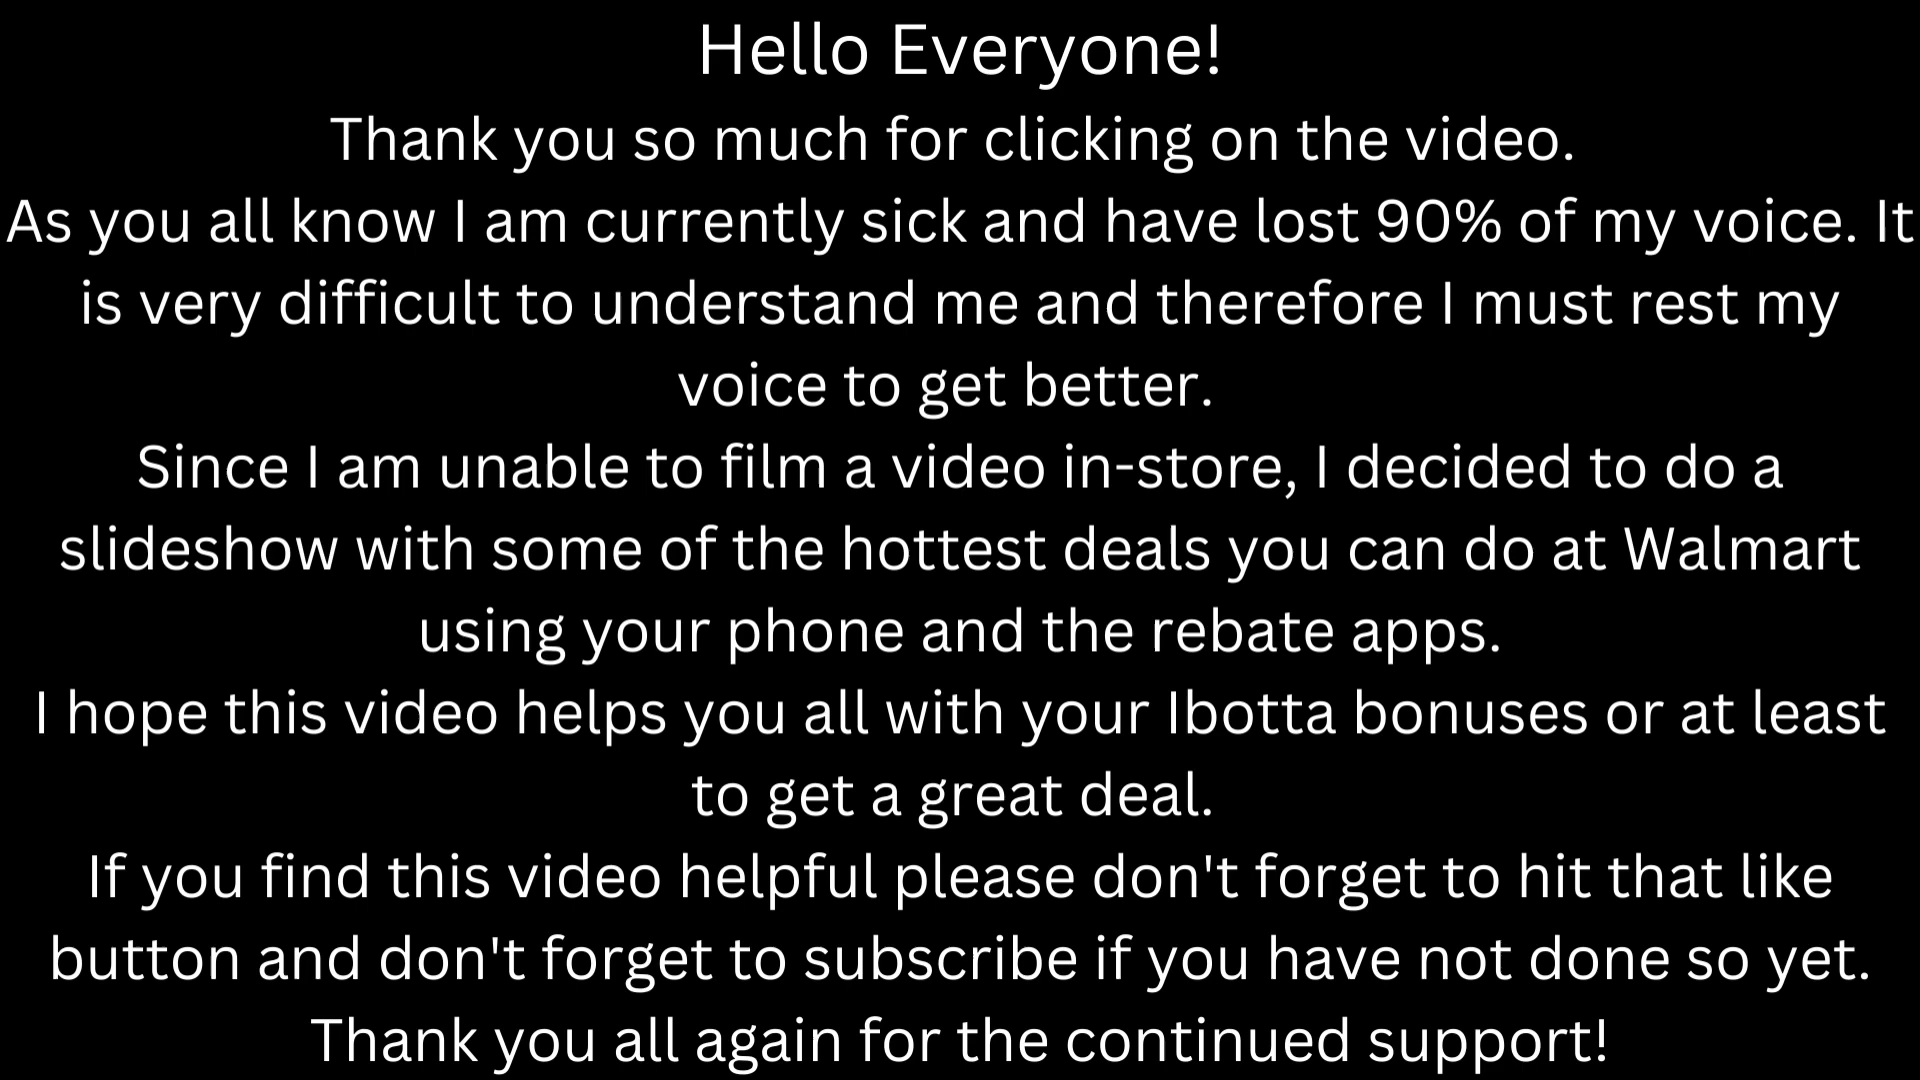 Hello Everyone!
Thank you so much for clicking on the video.
As you all know I am currently sick and have lost 90% of my voice. It
is very difficult to understand me and therefore I must rest my
voice to get better.
Since I am unable to film a video in-store, I decided to do a
slideshow with some of the hottest deals you can do at Walmart
using your phone and the rebate apps.
I hope this video helps you all with your Ibotta bonuses or at least
to get a great deal.
If you find this video helpful please don't forget to hit that like
button and don't forget to subscribe if you have not done so yet.
Thank you all again for the continued support!